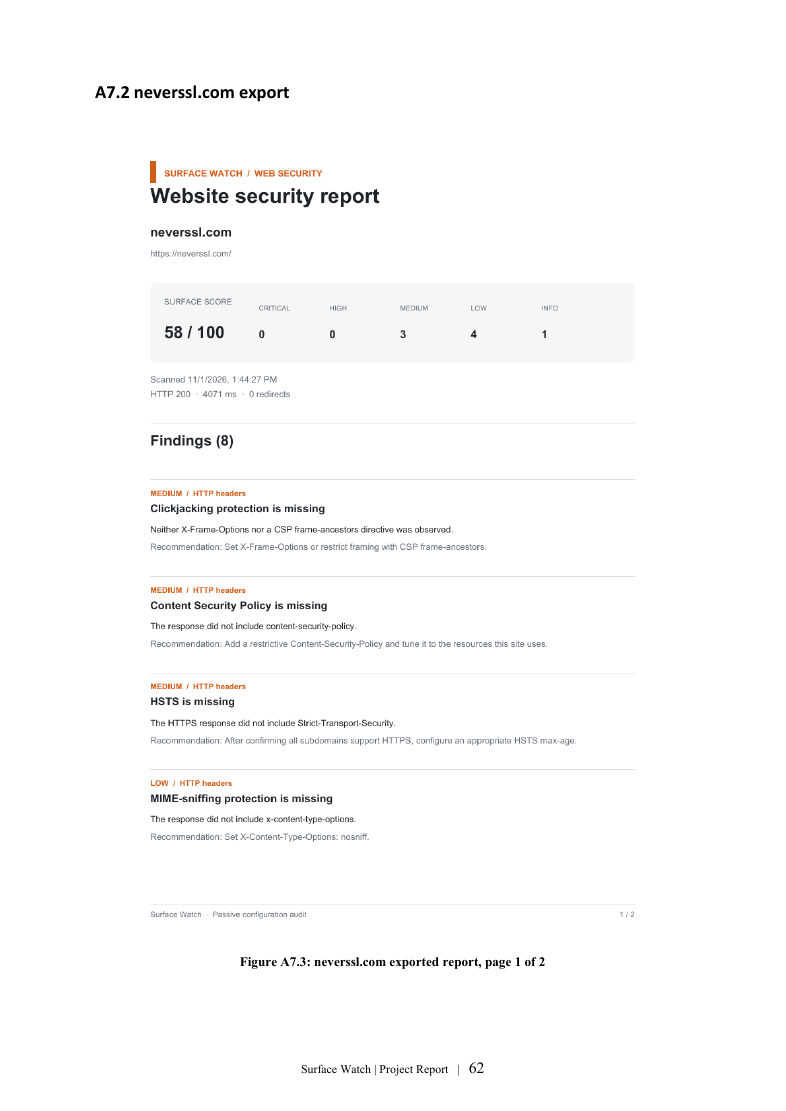 A7.2 neverssl.com export
SURFACE WATCH / WEB SECURITY
Website security report
neverssl.com
https://neverssl.com/
SURFACE SCORE CRITICAL HIGH MEDIUM LOW INFO
58 / 100 0 0 3 4 1
Scanned 11/1/2026, 1:44:27 PM
HTTP 200 · 4071 ms · 0 redirects
Findings (8)
MEDIUM / HTTP headers
Clickjacking protection is missing
Neither X-Frame-Options nor a CSP frame-ancestors directive was observed.
Recommendation: Set X-Frame-Options or restrict framing with CSP frame-ancestors.
MEDIUM / HTTP headers
Content Security Policy is missing
The response did not include content-security-policy.
Recommendation: Add a restrictive Content-Security-Policy and tune it to the resources this site uses.
MEDIUM / HTTP headers
HSTS is missing
The HTTPS response did not include Strict-Transport-Security.
Recommendation: After confirming all subdomains support HTTPS, configure an appropriate HSTS max-age.
LOW / HTTP headers
MIME-sniffing protection is missing
The response did not include x-content-type-options.
Recommendation: Set X-Content-Type-Options: nosniff.
Surface Watch · Passive configuration audit 1 / 2
Figure A7.3: neverssl.com exported report, page 1 of 2
Surface Watch | Project Report | 62